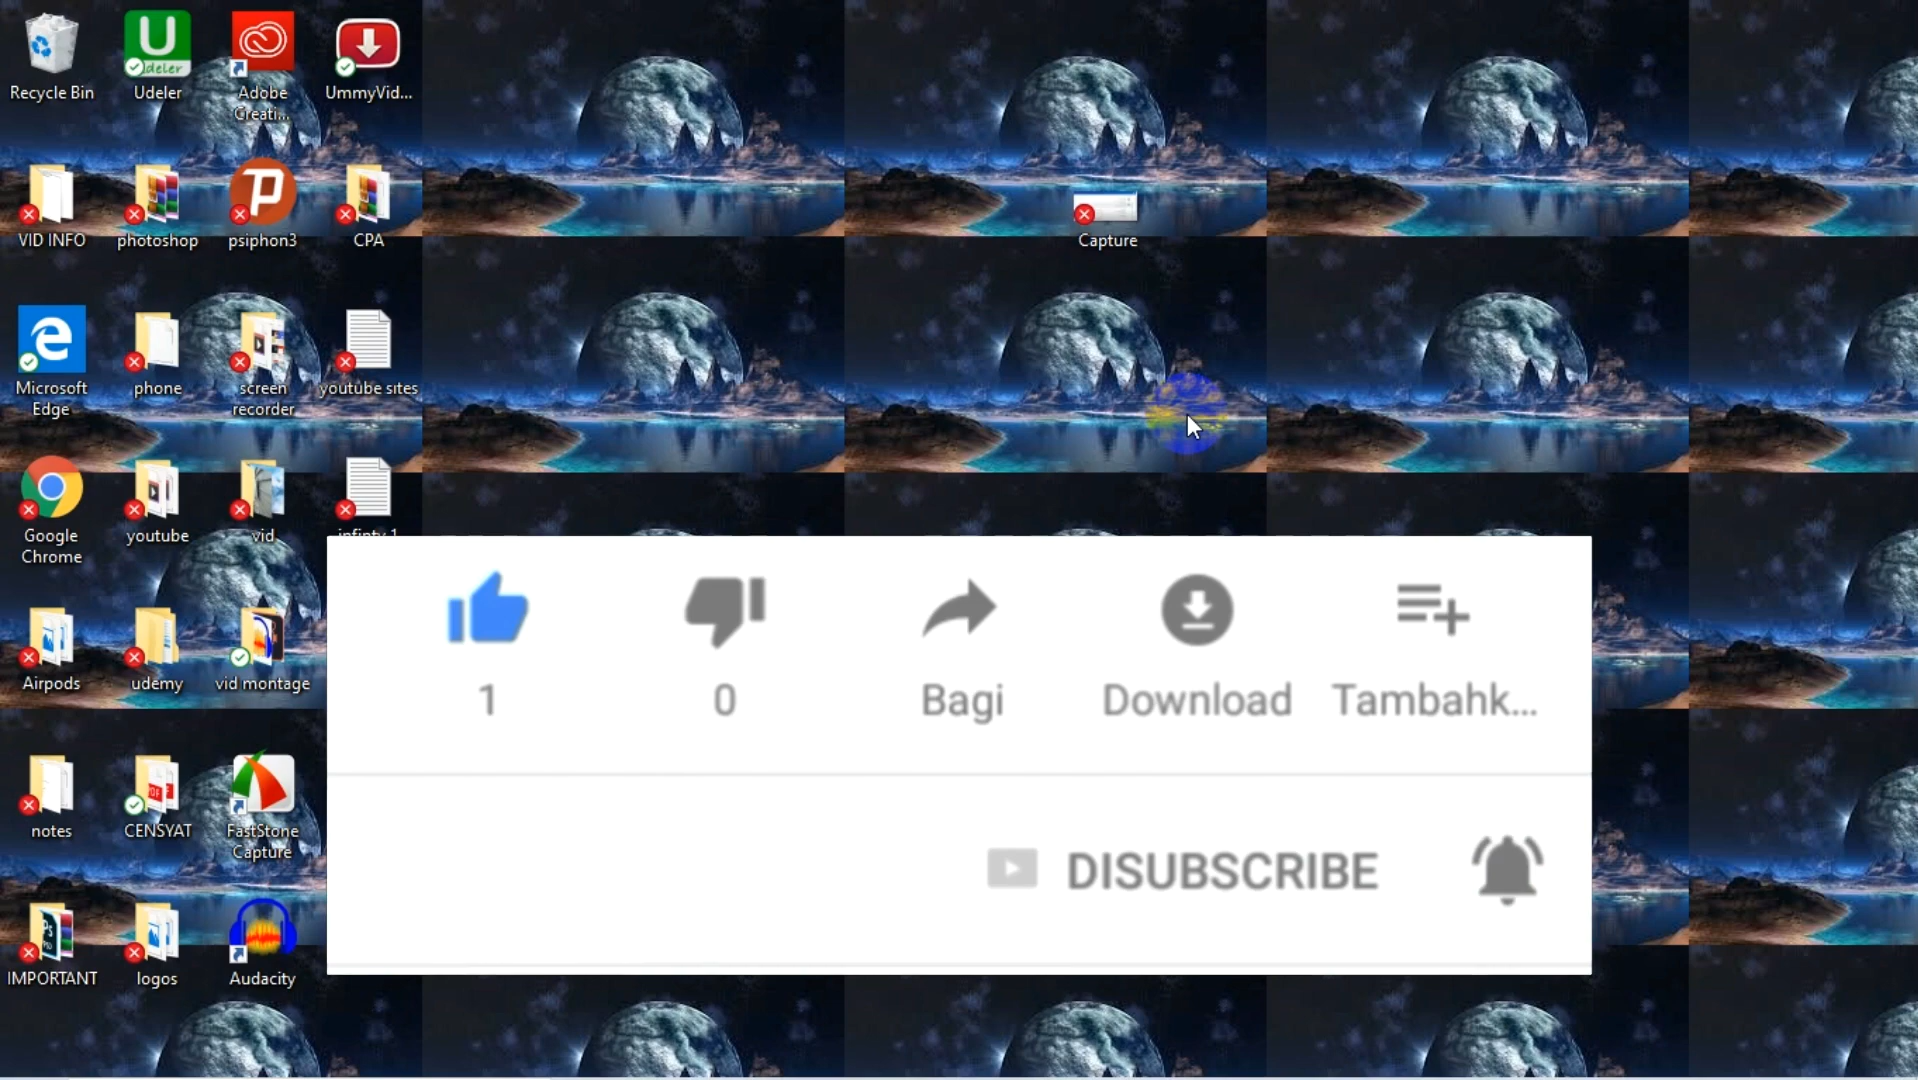 Recycle Bin
Udeler
Adobe
Creati...
UmmyVid...
VID INFO
photoshop
psiphon3
CPA
Capture
Microsoft
Edge
phone
screen
recorder
youtube sites
Google
Chrome
youtube
vid
infinty 1
Airpods
udemy
vid montage
notes
CENSYAT
FastStone
Capture
IMPORTANT
logos
Audacity
1
0
Bagi
Download
Tambahk...
DISUBSCRIBE